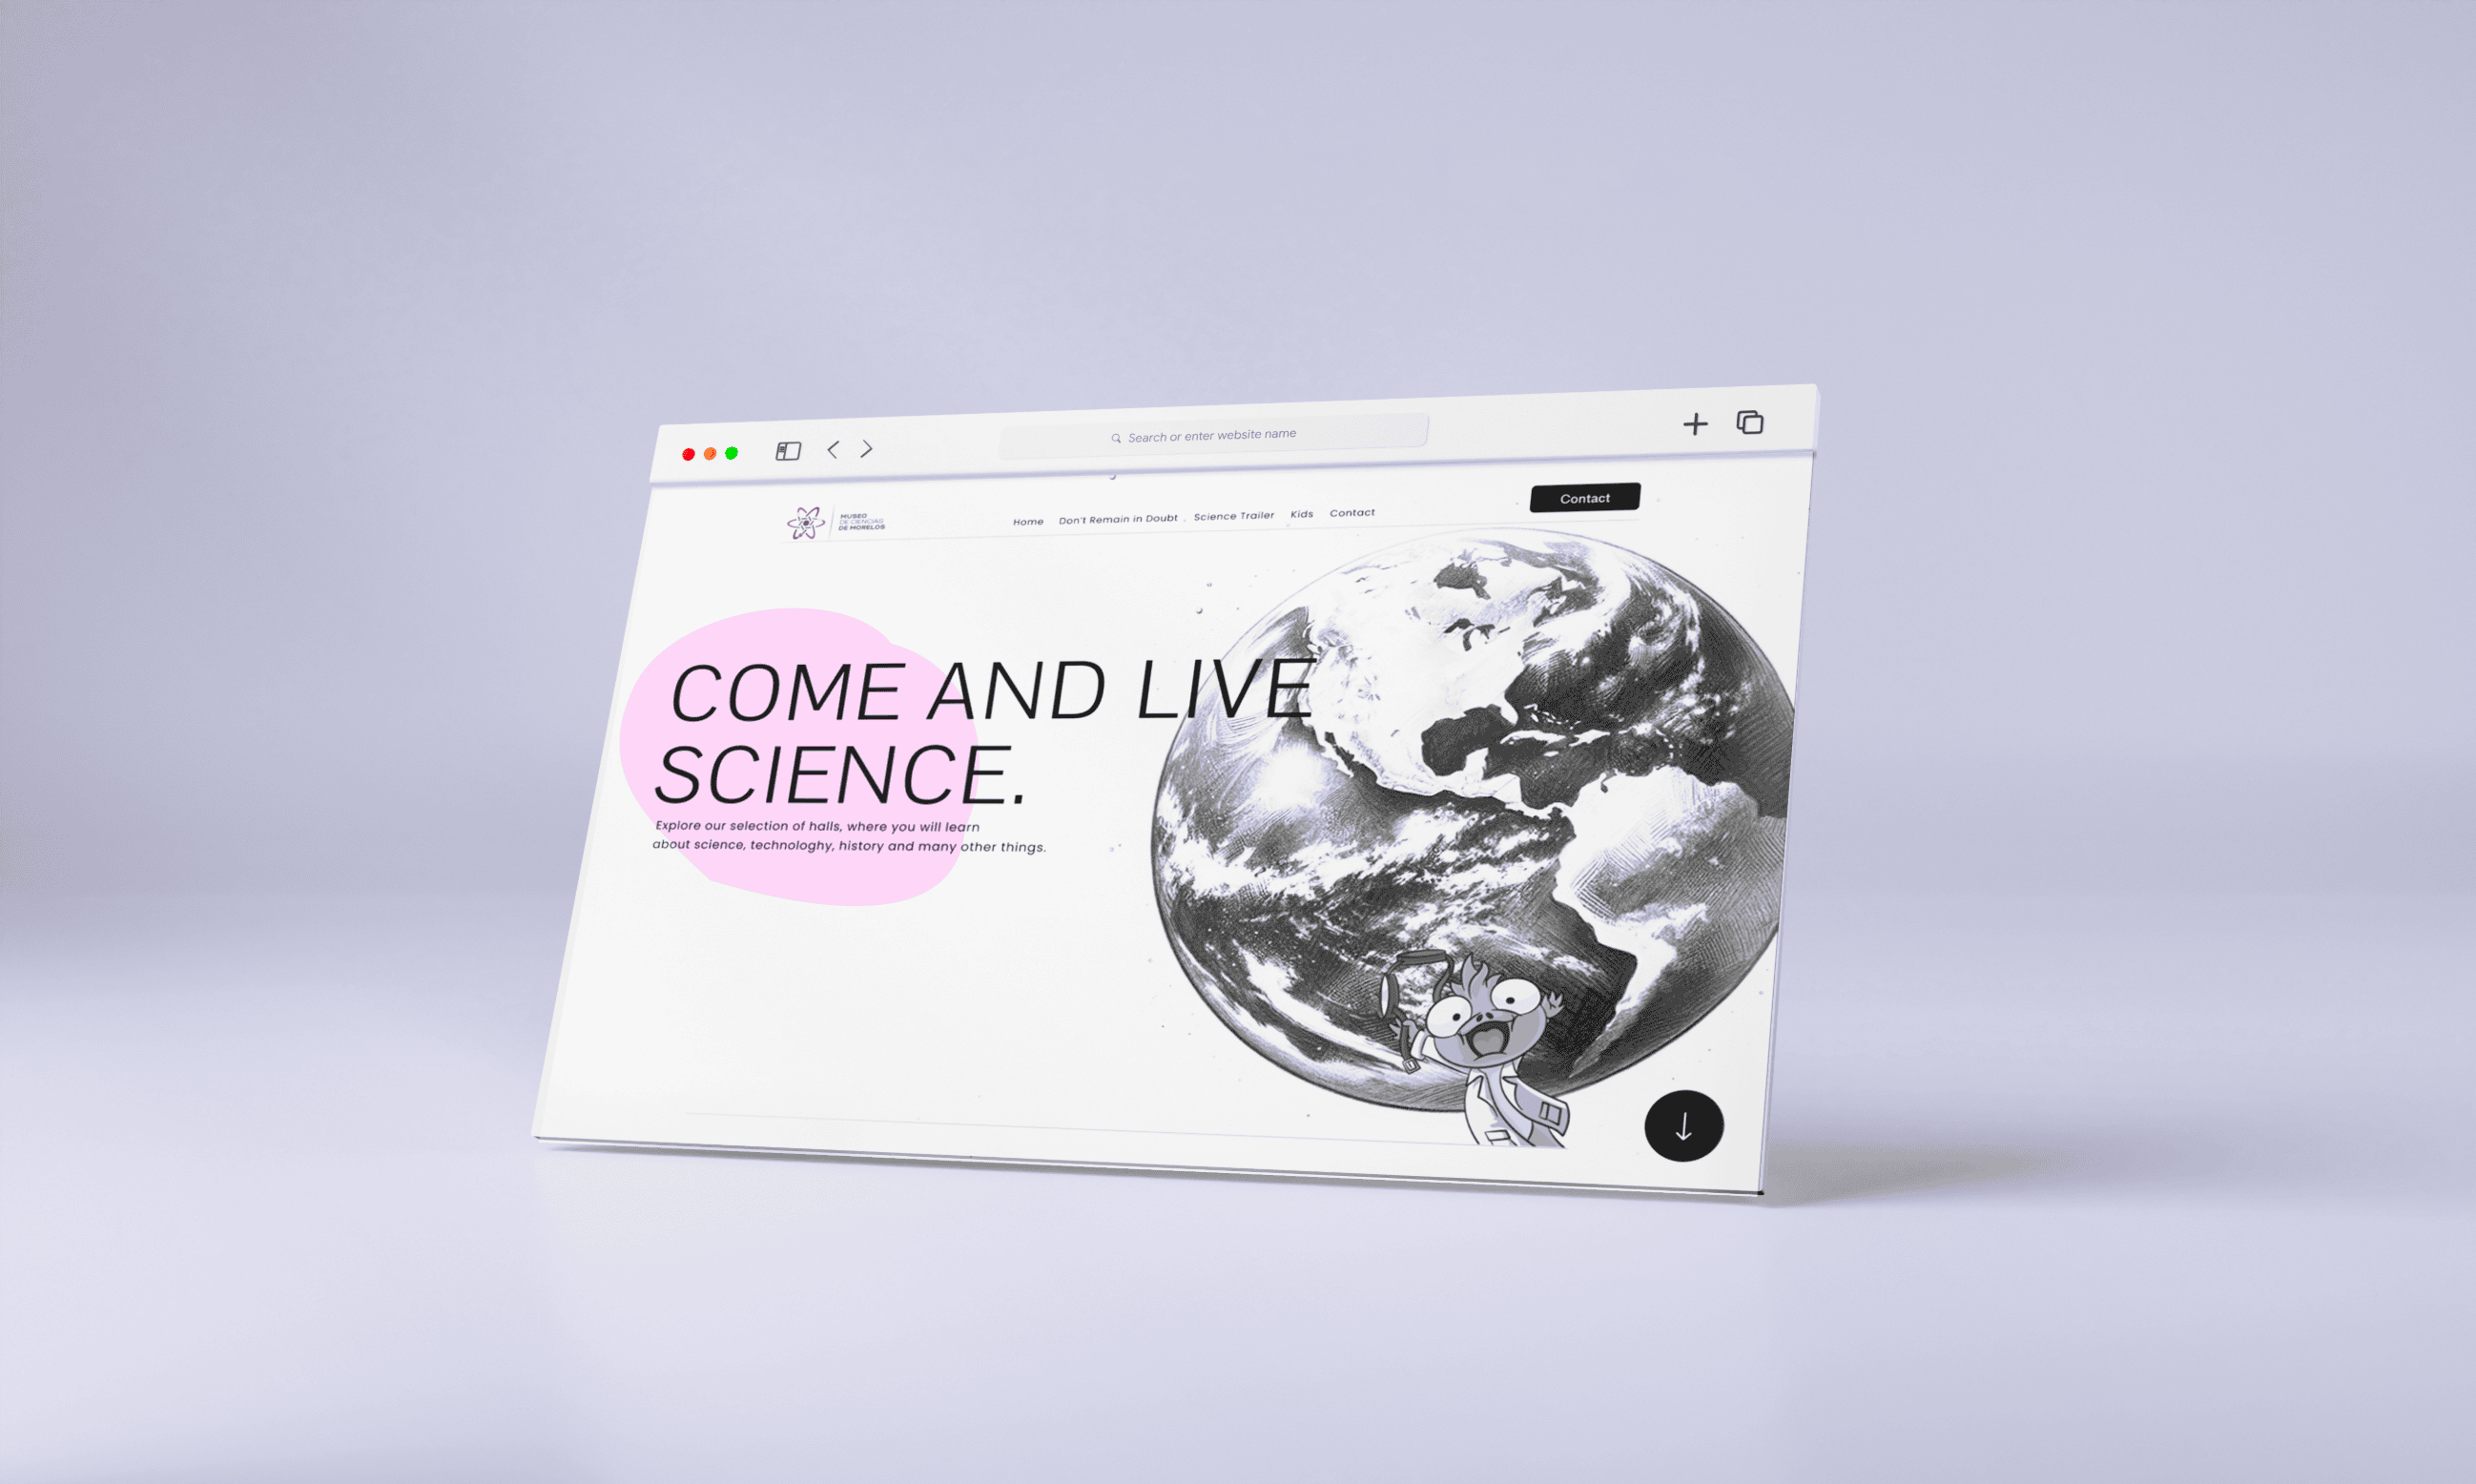 Search or enter website name
MUSEO
DE CIENCIAS
DE MORELOS
Home Don't Remain in Doubt Science Trailer Kids Contact
Contact
COME AND LIVE
SCIENCE.
Explore our selection of halls, where you will learn
about science, technologhy, history and many other things.